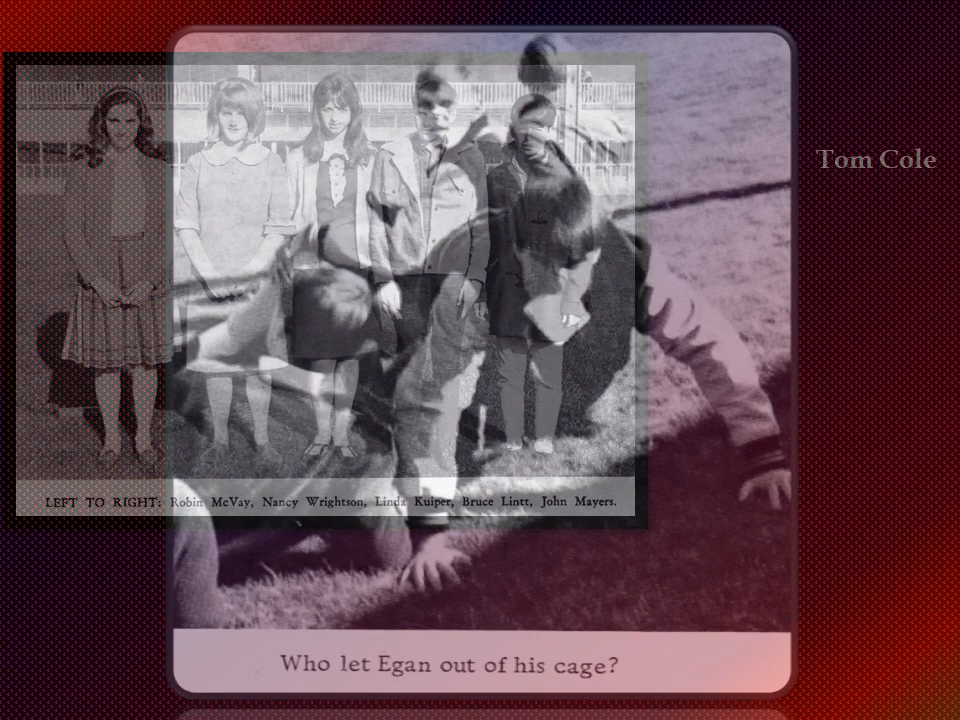 Tom Cole
LEFT TO RIGHT: Robin McVay, Nancy Wrightson, Linda Kuiper, Bruce Lintt, John Mayers.
Who let Egan out of his cage?